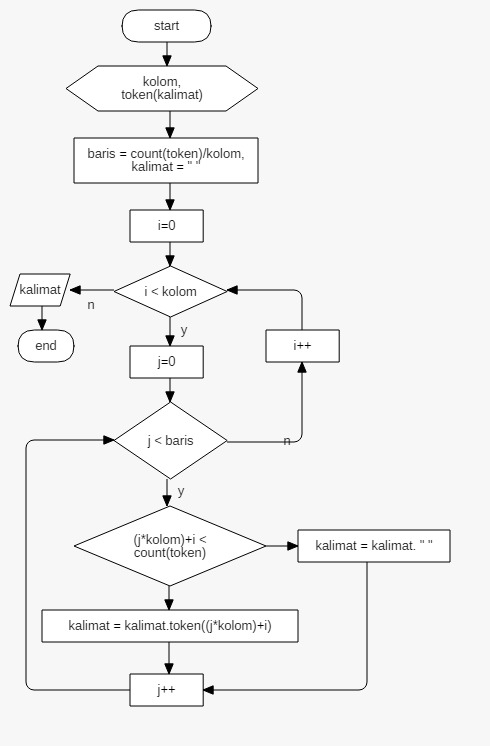 start
kolom,
token(kalimat)
baris = count(token)/kolom,
kalimat = " "
i=0
i < kolom
kalimat
n
y
end
j=0
i++
j < baris
n
y
(j*kolom)+i <
count(token)
kalimat = kalimat. " "
kalimat = kalimat.token((j*kolom)+i)
j++